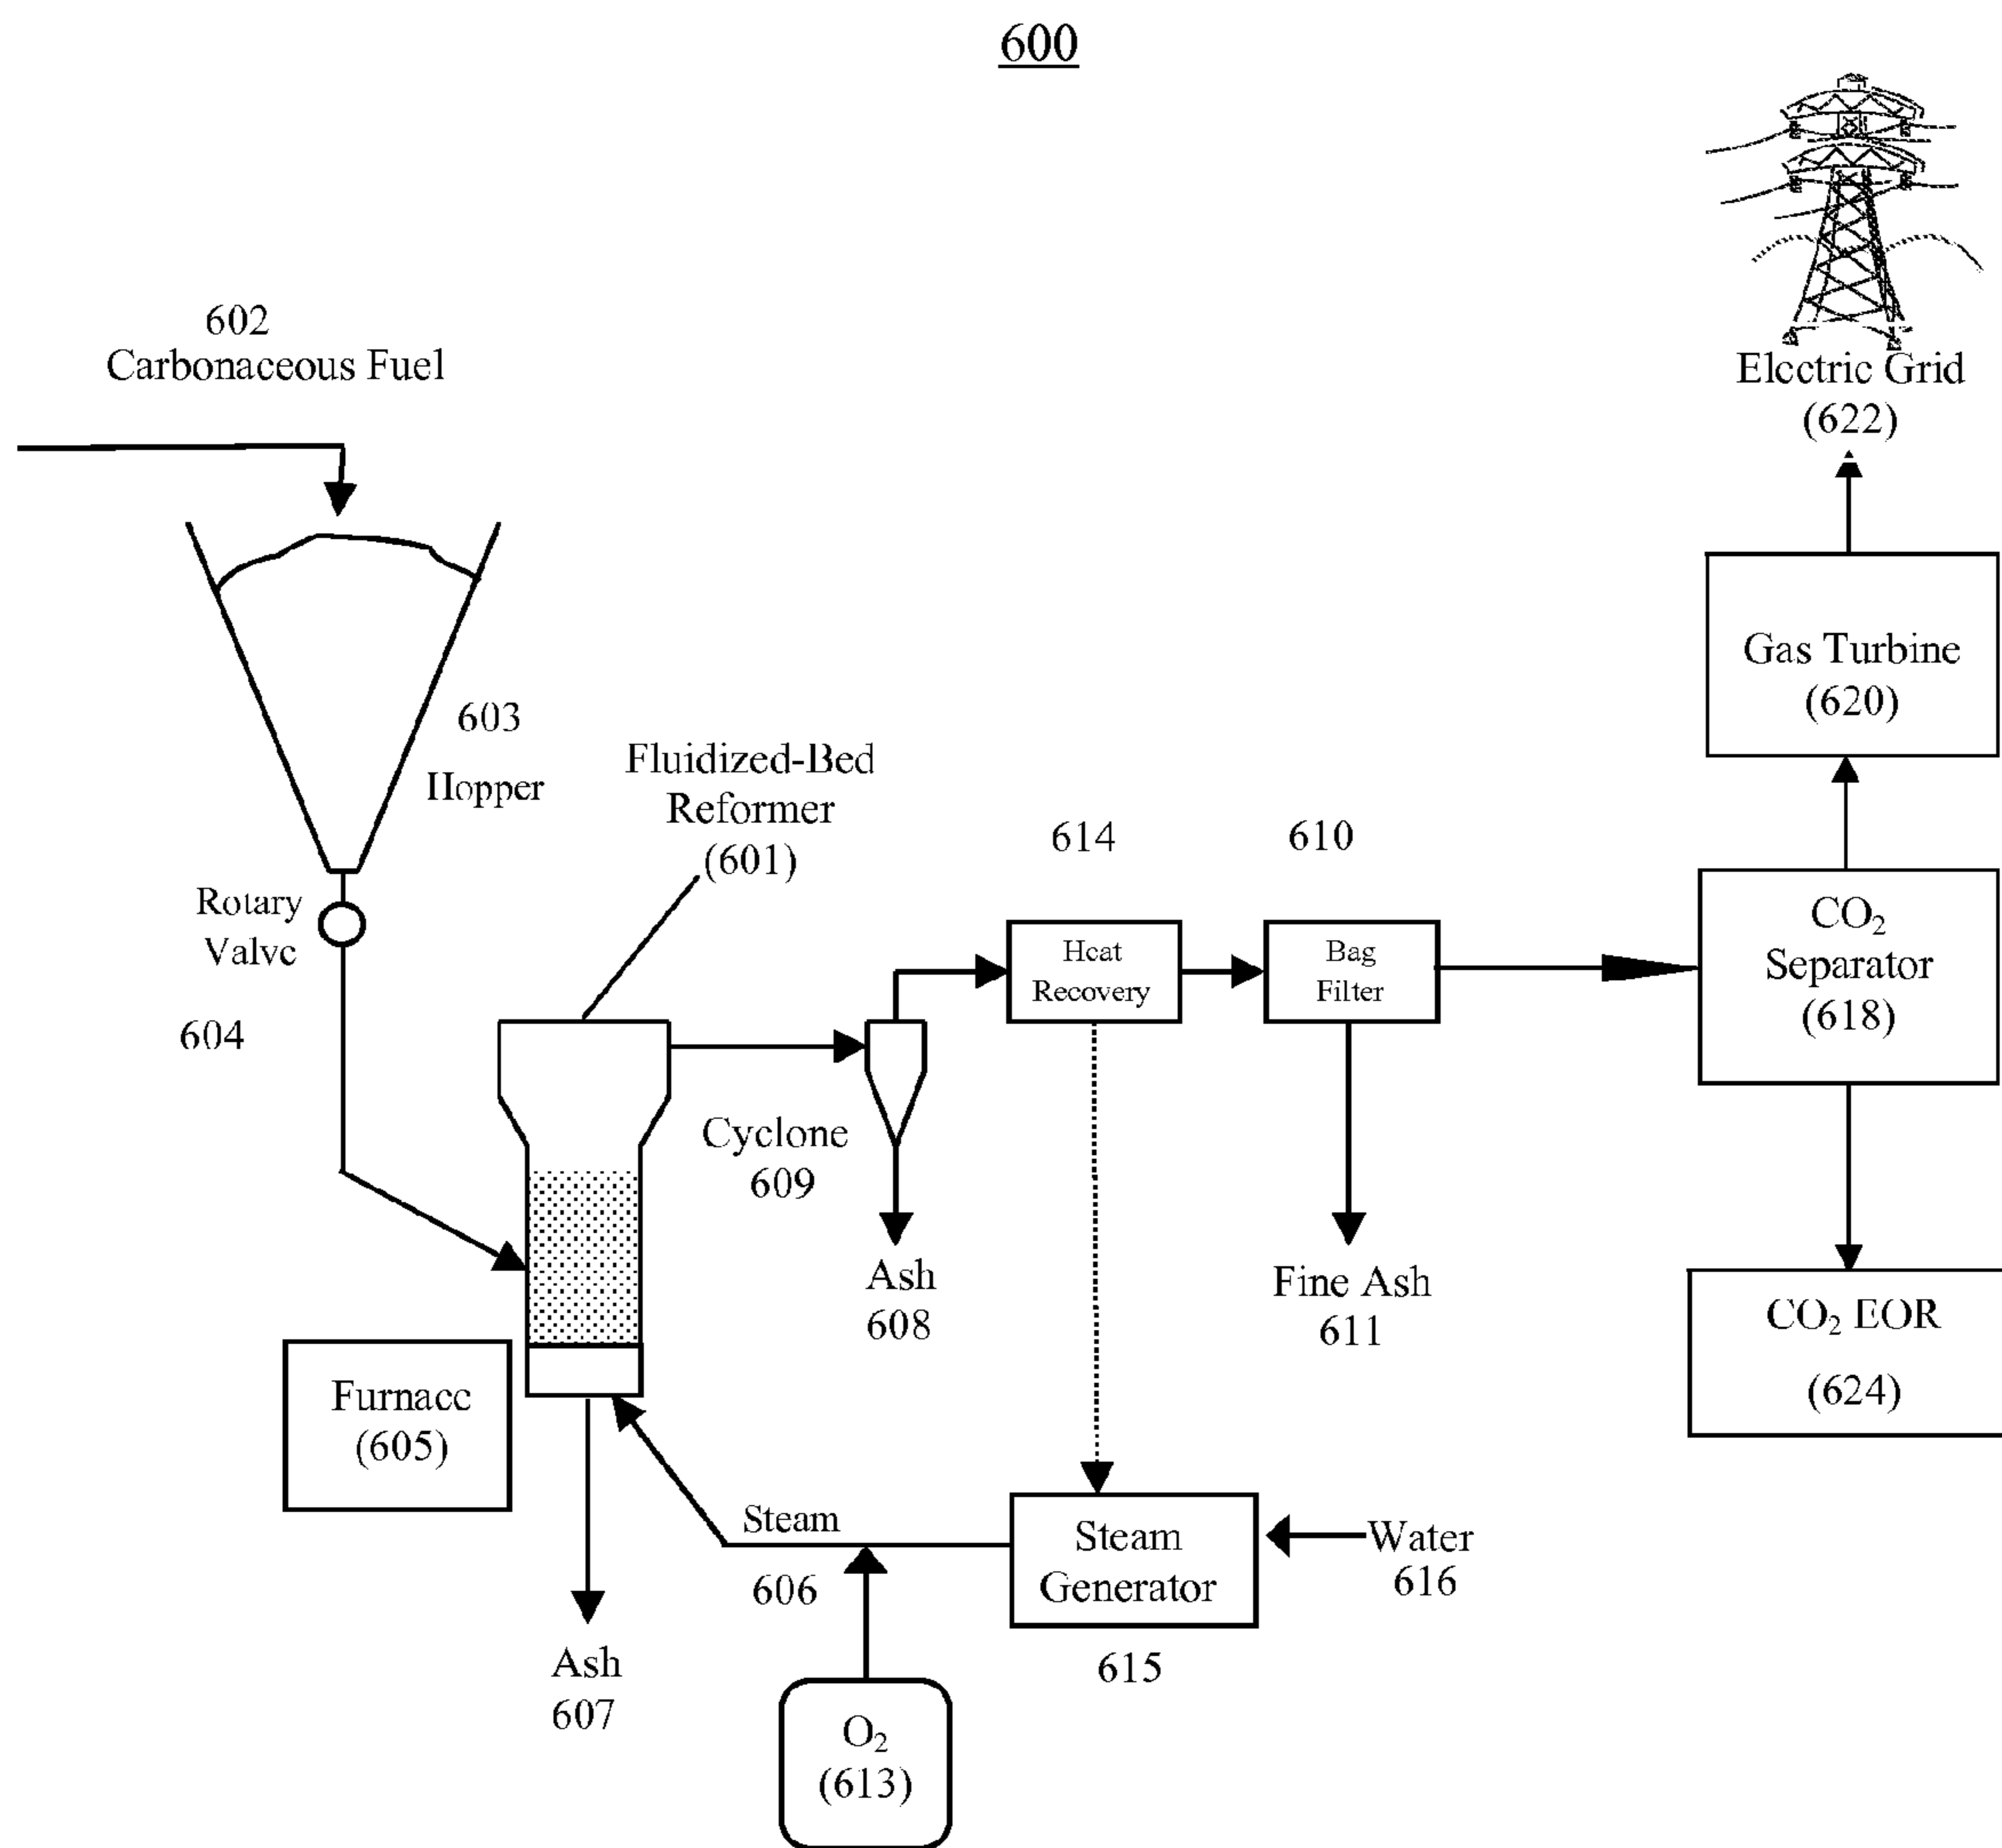 600
602
Carbonaceous Fuel
Electric Grid
(622)
Gas Turbine
(620)
603
Hopper
Fluidized-Bed
Reformer
(601)
614
610
Rotary
Valve
604
Heat
Recovery
Bag
Filter
CO₂
Separator
(618)
Cyclone
609
Ash
608
Fine Ash
611
CO₂ EOR
(624)
Furnace
(605)
Steam
606
Steam
Generator
615
Water
616
Ash
607
O₂
(613)